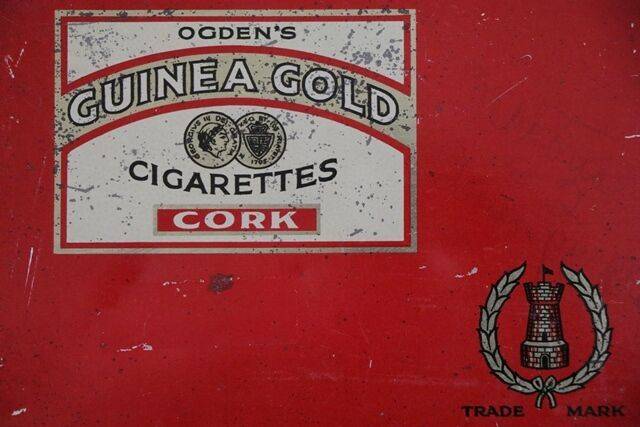 OGDEN'S
GUINEA GOLD
CIGARETTES
CORK
TRADE MARK